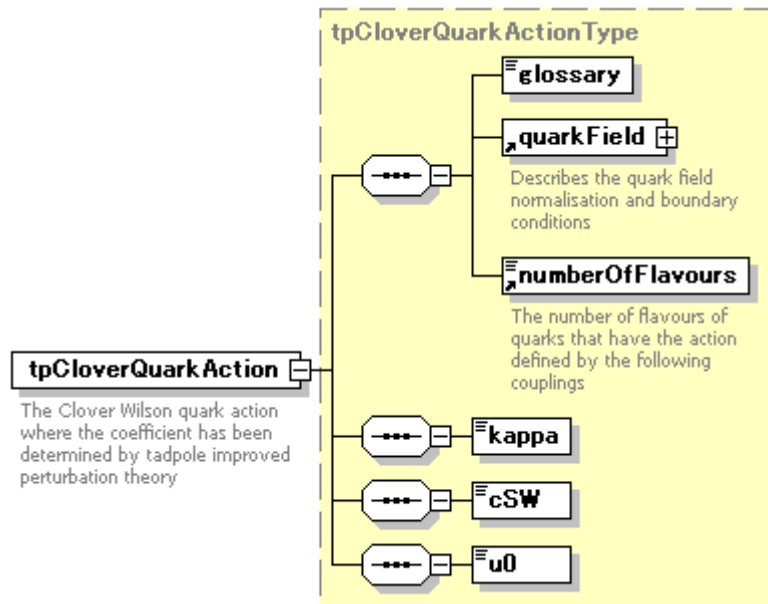 tpCloverQuarkActionType
glossary
quarkField
Describes the quark field
normalisation and boundary
conditions
numberOfFlavours
The number of flavours of
quarks that have the action
defined by the following
couplings
tpCloverQuarkAction
The Clover Wilson quark action
where the coefficient has been
determined by tadpole improved
perturbation theory
kappa
cSW
u0